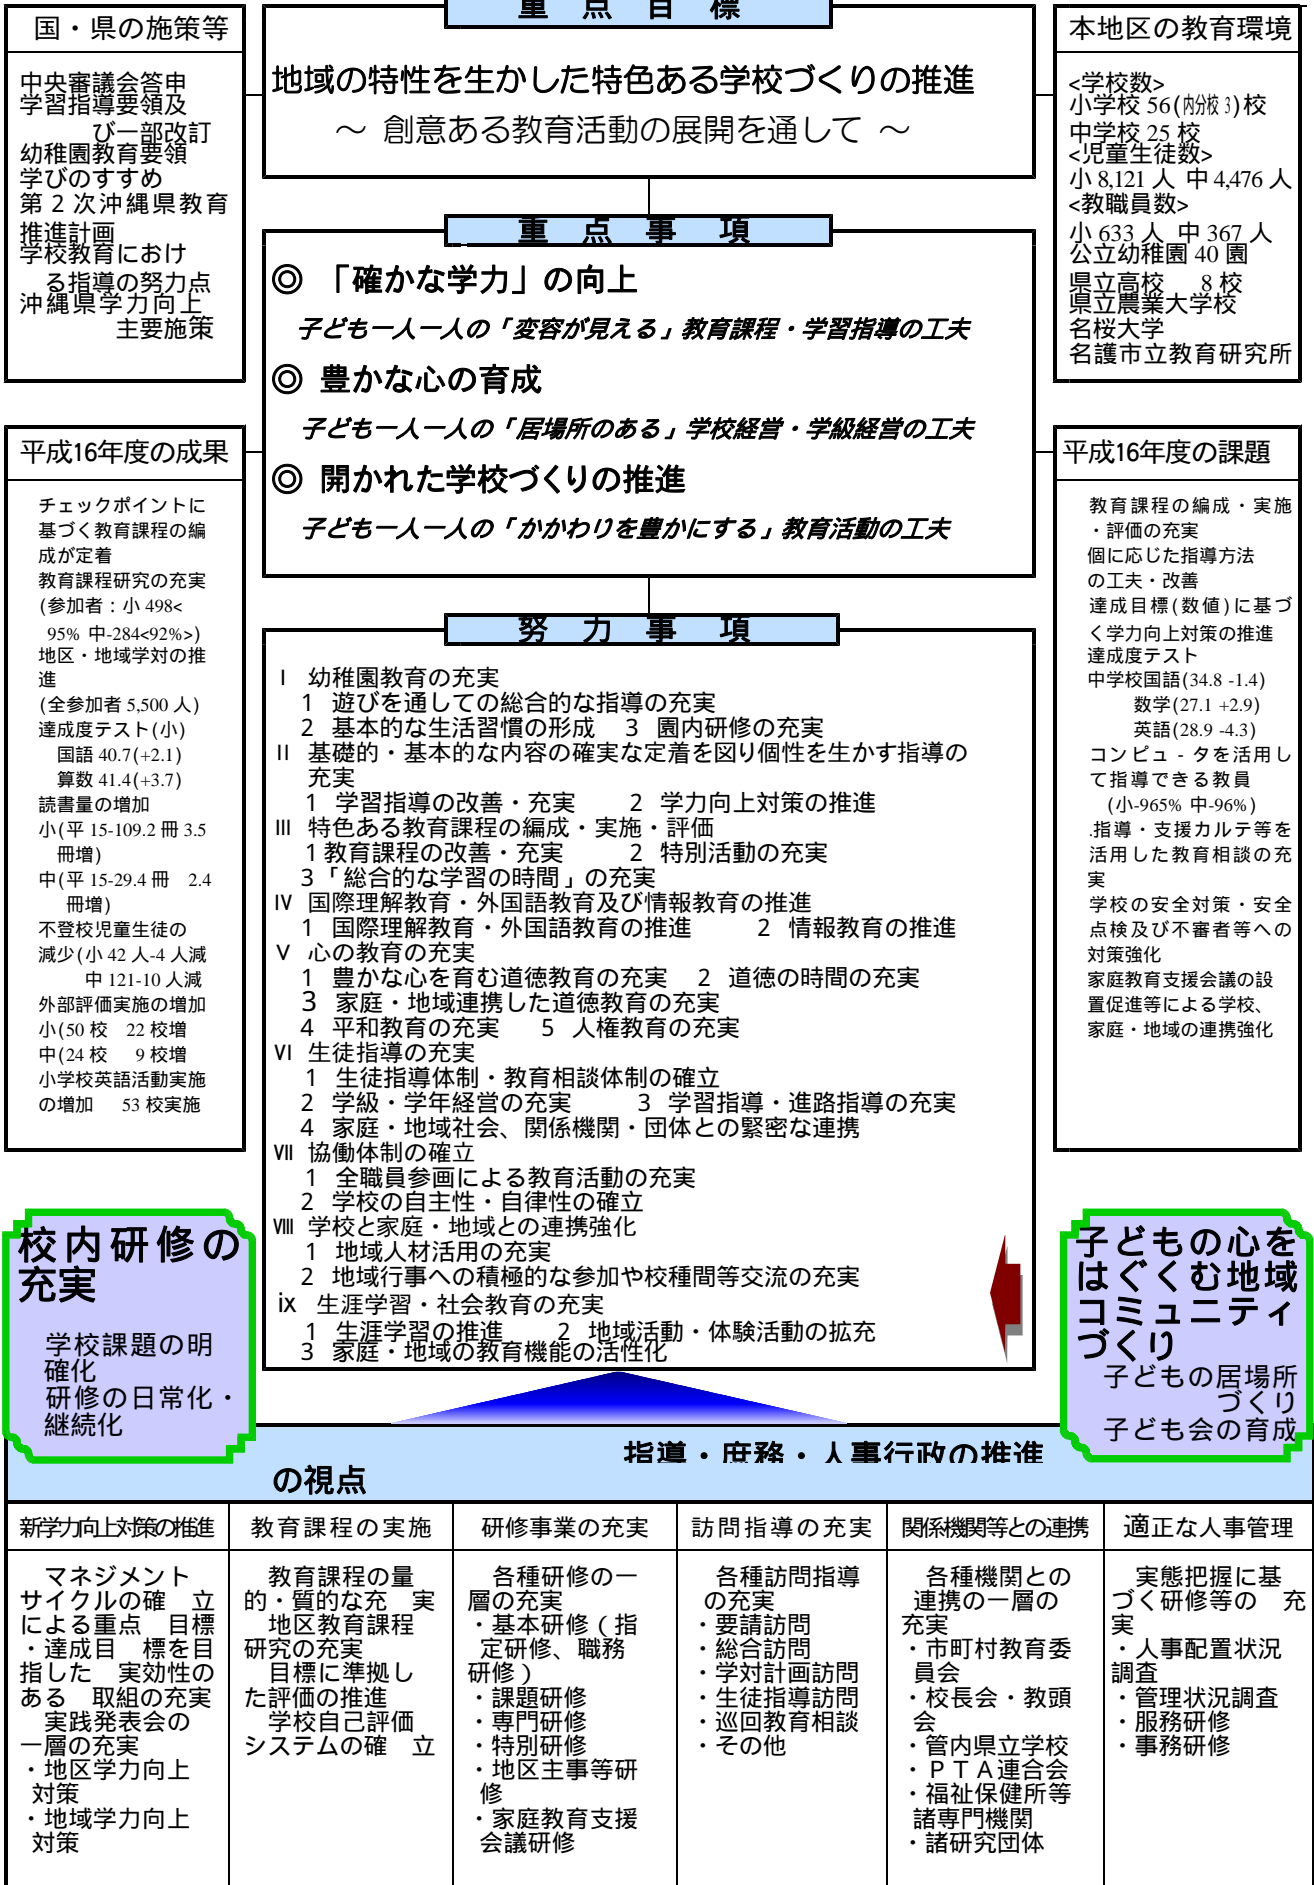 国・県の施策等
中央審議会答申
学習指導要領及
び一部改訂
幼稚園教育要領
学びのすすめ
第2次沖縄県教育
推進計画
学校教育におけ
る指導の努力点
沖縄県学力向上
主要施策
重点目標
地域の特性を生かした特色ある学校づくりの推進
～ 創意ある教育活動の展開を通して ～
本地区の教育環境
<学校数>
小学校 56(内分校 3)校
中学校 25 校
<児童生徒数>
小 8,121 人 中 4,476 人
<教職員数>
小 633 人 中 367 人
公立幼稚園 40 園
県立高校 8 校
県立農業大学校
名桜大学
名護市立教育研究所
重点事項
◎ 「確かな学力」の向上
子ども一人一人の「変容が見える」教育課程・学習指導の工夫
◎ 豊かな心の育成
子ども一人一人の「居場所のある」学校経営・学級経営の工夫
◎ 開かれた学校づくりの推進
子ども一人一人の「かかわりを豊かにする」教育活動の工夫
平成16年度の成果
チェックポイントに
基づく教育課程の編
成が定着
教育課程研究の充実
(参加者：小 498<
95% 中-284<92%>)
地区・地域学対の推
進
(全参加者 5,500 人)
達成度テスト(小)
国語 40.7(+2.1)
算数 41.4(+3.7)
読書量の増加
小(平 15-109.2 冊 3.5
冊増)
中(平 15-29.4 冊 2.4
冊増)
不登校児童生徒の
減少(小 42 人-4 人減
中 121-10 人減
外部評価実施の増加
小(50 校 22 校増
中(24 校 9 校増
小学校英語活動実施
の増加 53 校実施
努力事項
Ⅰ 幼稚園教育の充実
1 遊びを通しての総合的な指導の充実
2 基本的な生活習慣の形成 3 園内研修の充実
Ⅱ 基礎的・基本的な内容の確実な定着を図り個性を生かす指導の
充実
1 学習指導の改善・充実 2 学力向上対策の推進
Ⅲ 特色ある教育課程の編成・実施・評価
1教育課程の改善・充実 2 特別活動の充実
3「総合的な学習の時間」の充実
Ⅳ 国際理解教育・外国語教育及び情報教育の推進
1 国際理解教育・外国語教育の推進 2 情報教育の推進
Ⅴ 心の教育の充実
1 豊かな心を育む道徳教育の充実 2 道徳の時間の充実
3 家庭・地域連携した道徳教育の充実
4 平和教育の充実 5 人権教育の充実
Ⅵ 生徒指導の充実
1 生徒指導体制・教育相談体制の確立
2 学級・学年経営の充実 3 学習指導・進路指導の充実
4 家庭・地域社会、関係機関・団体との緊密な連携
Ⅶ 協働体制の確立
1 全職員参画による教育活動の充実
2 学校の自主性・自律性の確立
Ⅷ 学校と家庭・地域との連携強化
1 地域人材活用の充実
2 地域行事への積極的な参加や校種間等交流の充実
ⅸ 生涯学習・社会教育の充実
1 生涯学習の推進 2 地域活動・体験活動の拡充
3 家庭・地域の教育機能の活性化
平成16年度の課題
教育課程の編成・実施
・評価の充実
個に応じた指導方法
の工夫・改善
達成目標(数値)に基づ
く学力向上対策の推進
達成度テスト
中学校国語(34.8 -1.4)
数学(27.1 +2.9)
英語(28.9 -4.3)
コンピュ－タを活用し
て指導できる教員
(小-965% 中-96%)
.指導・支援カルテ等を
活用した教育相談の充
実
学校の安全対策・安全
点検及び不審者等への
対策強化
家庭教育支援会議の設
置促進等による学校、
家庭・地域の連携強化
校内研修の
充実
学校課題の明
確化
研修の日常化・
継続化
子どもの心を
はぐくむ地域
コミュニティ
づくり
子どもの居場所
づくり
子ども会の育成
指導・庶務・人事行政の推進
の視点
新学力向上対策の推進
マネジメント
サイクルの確 立
による重点 目標
・達成目 標を目
指した 実効性の
ある 取組の充実
実践発表会の
一層の充実
・地区学力向上
対策
・地域学力向上
対策
教育課程の実施
教育課程の量
的・質的な充 実
地区教育課程
研究の充実
目標に準拠し
た評価の推進
学校自己評価
システムの確 立
研修事業の充実
各種研修の一
層の充実
・基本研修（指
定研修、職務
研修）
・課題研修
・専門研修
・特別研修
・地区主事等研
修
・家庭教育支援
会議研修
訪問指導の充実
各種訪問指導
の充実
・要請訪問
・総合訪問
・学対計画訪問
・生徒指導訪問
・巡回教育相談
・その他
関係機関等との連携
各種機関との
連携の一層の
充実
・市町村教育委
員会
・校長会・教頭
会
・管内県立学校
・ＰＴＡ連合会
・福祉保健所等
諸専門機関
・諸研究団体
適正な人事管理
実態把握に基
づく研修等の 充
実
・人事配置状況
調査
・管理状況調査
・服務研修
・事務研修